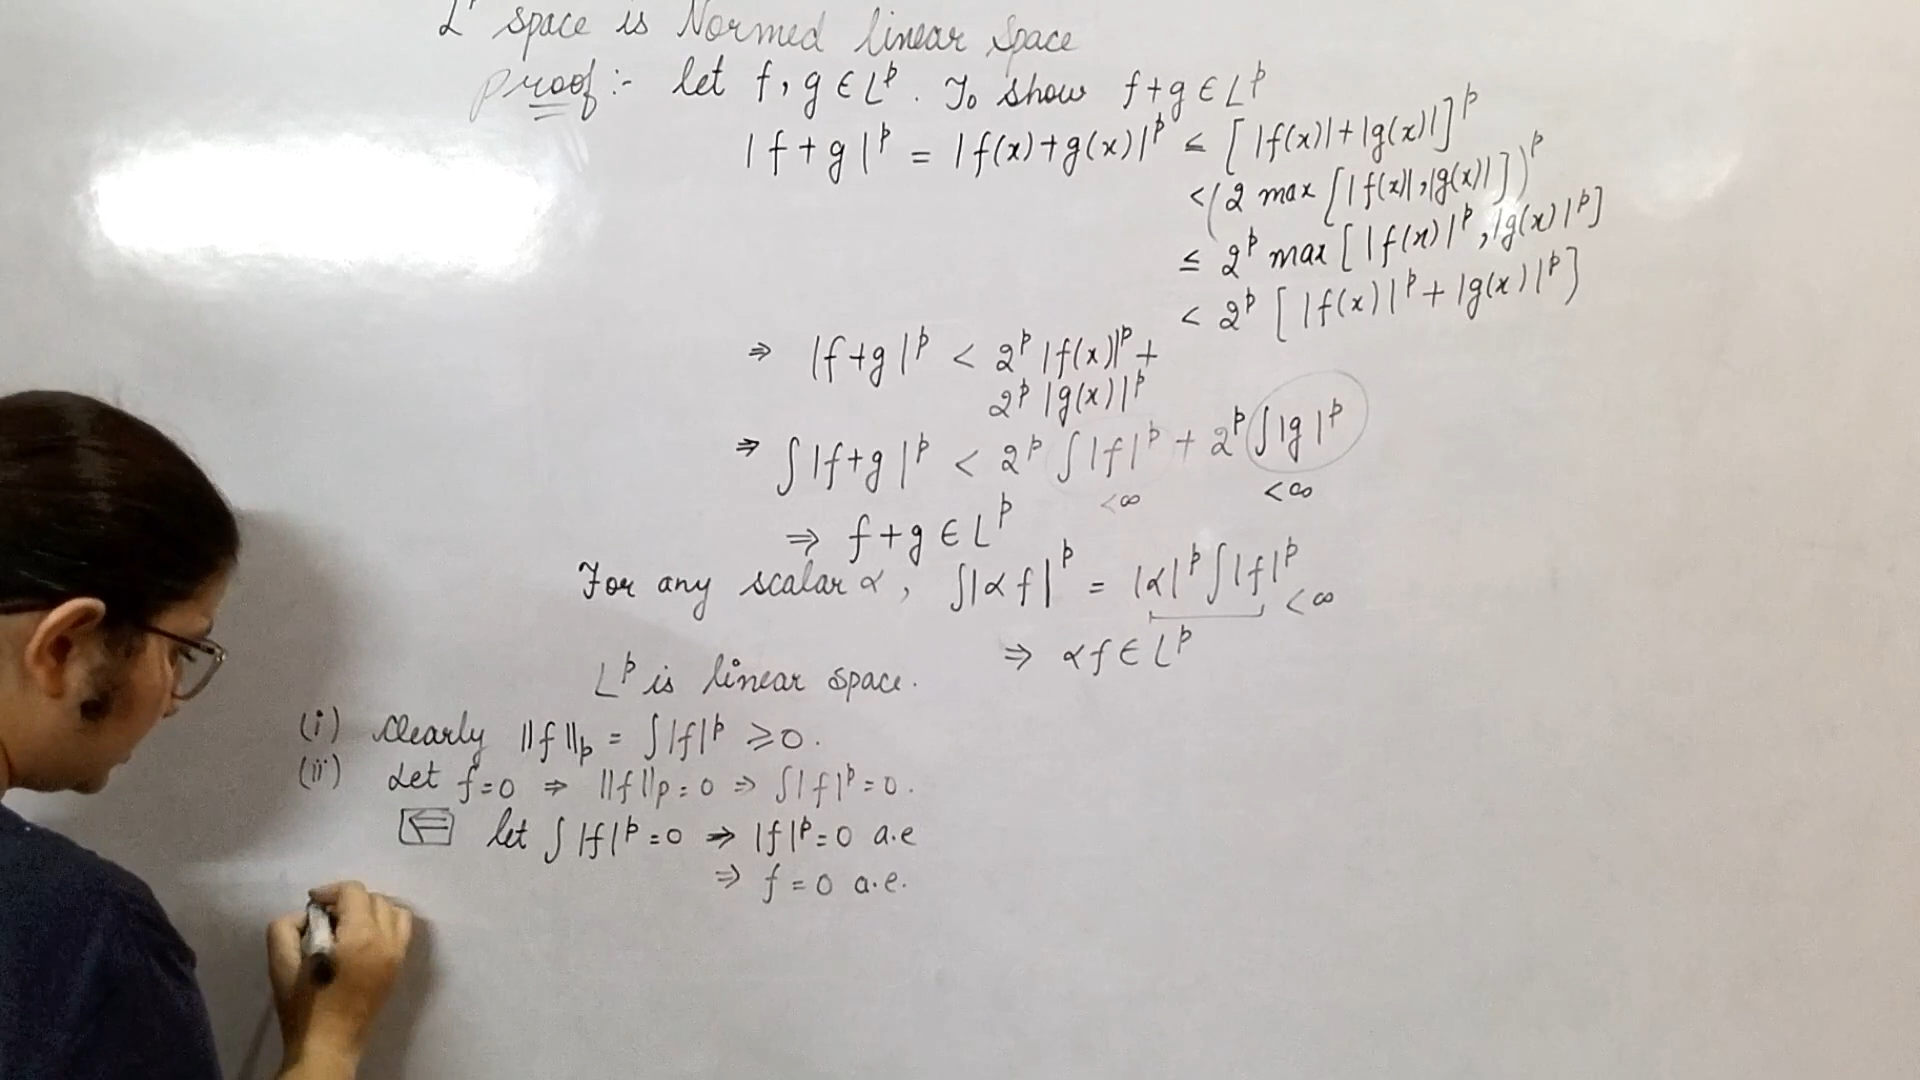 L^p space is Normed linear space
proof :- let f, g ∈ L^p. To show f+g ∈ L^p
|f+g|^p = |f(x)+g(x)|^p ≤ [|f(x)|+|g(x)|]^p
<(2 max [|f(x)|,|g(x)|])^p
≤ 2^p max [|f(x)|^p, |g(x)|^p]
< 2^p [|f(x)|^p + |g(x)|^p]
⇒ |f+g|^p < 2^p |f(x)|^p +
2^p |g(x)|^p
⇒ ∫|f+g|^p < 2^p ∫|f|^p + 2^p ∫|g|^p
<∞ <∞
⇒ f+g ∈ L^p
For any scalar α, ∫|αf|^p = |α|^p ∫|f|^p <∞
⇒ αf ∈ L^p
L^p is linear space.
(i) Clearly ||f||_p = ∫|f|^p ≥ 0.
(ii) Let f=0 ⇒ ||f||_p = 0 ⇒ ∫|f|^p = 0.
⇐ let ∫|f|^p = 0 ⇒ |f|^p = 0 a.e
⇒ f = 0 a.e.